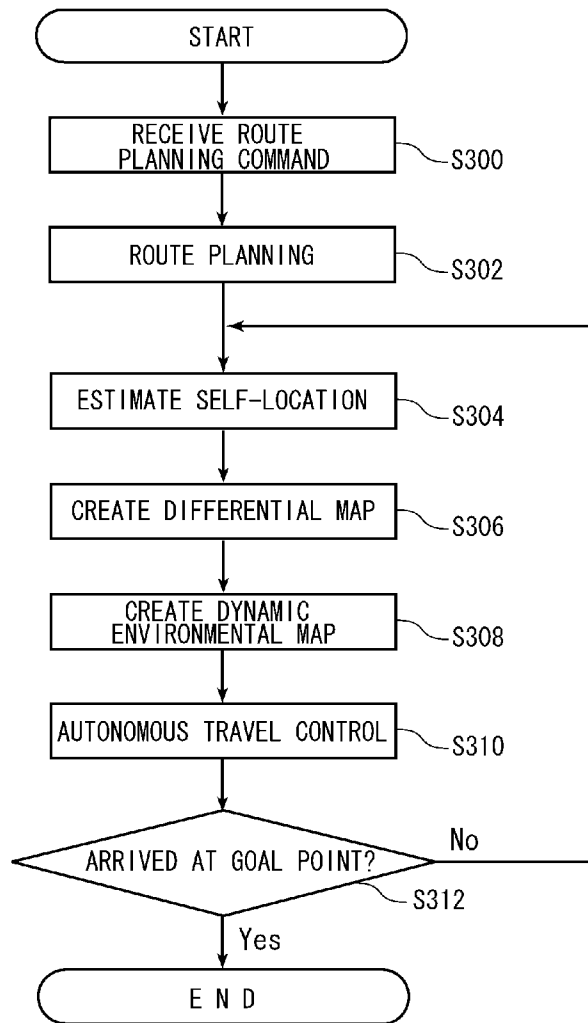 START
RECEIVE ROUTE
PLANNING COMMAND
S300
ROUTE PLANNING
S302
ESTIMATE SELF-LOCATION
S304
CREATE DIFFERENTIAL MAP
S306
CREATE DYNAMIC
ENVIRONMENTAL MAP
S308
AUTONOMOUS TRAVEL CONTROL
S310
ARRIVED AT GOAL POINT?
No
S312
Yes
E N D